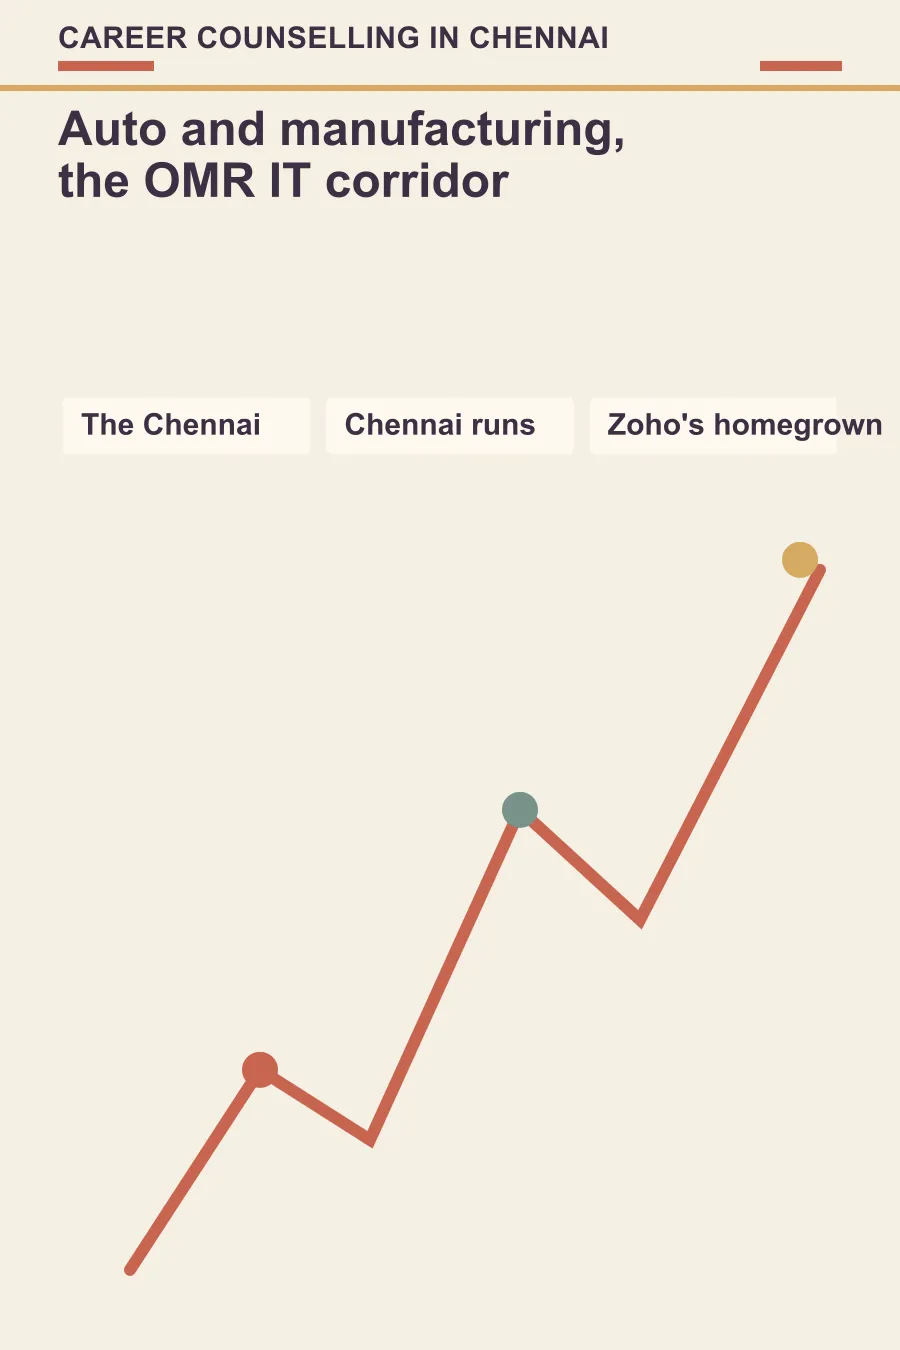 CAREER COUNSELLING IN CHENNAI
Auto and manufacturing,
the OMR IT corridor
The Chennai
Chennai runs
Zoho's homegrown